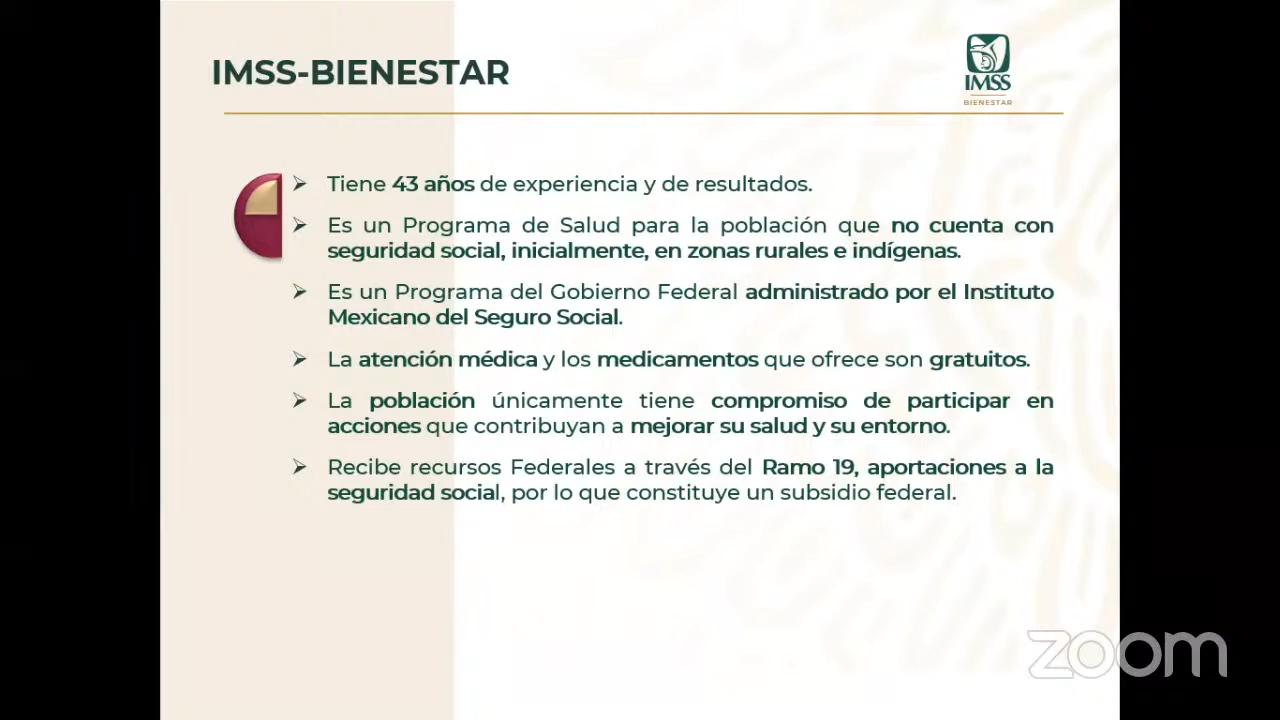 IMSS-BIENESTAR
IMSS
BIENESTAR
Tiene 43 años de experiencia y de resultados.
Es un Programa de Salud para la población que no cuenta con
seguridad social, inicialmente, en zonas rurales e indígenas.
Es un Programa del Gobierno Federal administrado por el Instituto
Mexicano del Seguro Social.
La atención médica y los medicamentos que ofrece son gratuitos.
La población únicamente tiene compromiso de participar en
acciones que contribuyan a mejorar su salud y su entorno.
Recibe recursos Federales a través del Ramo 19, aportaciones a la
seguridad social, por lo que constituye un subsidio federal.
zoom